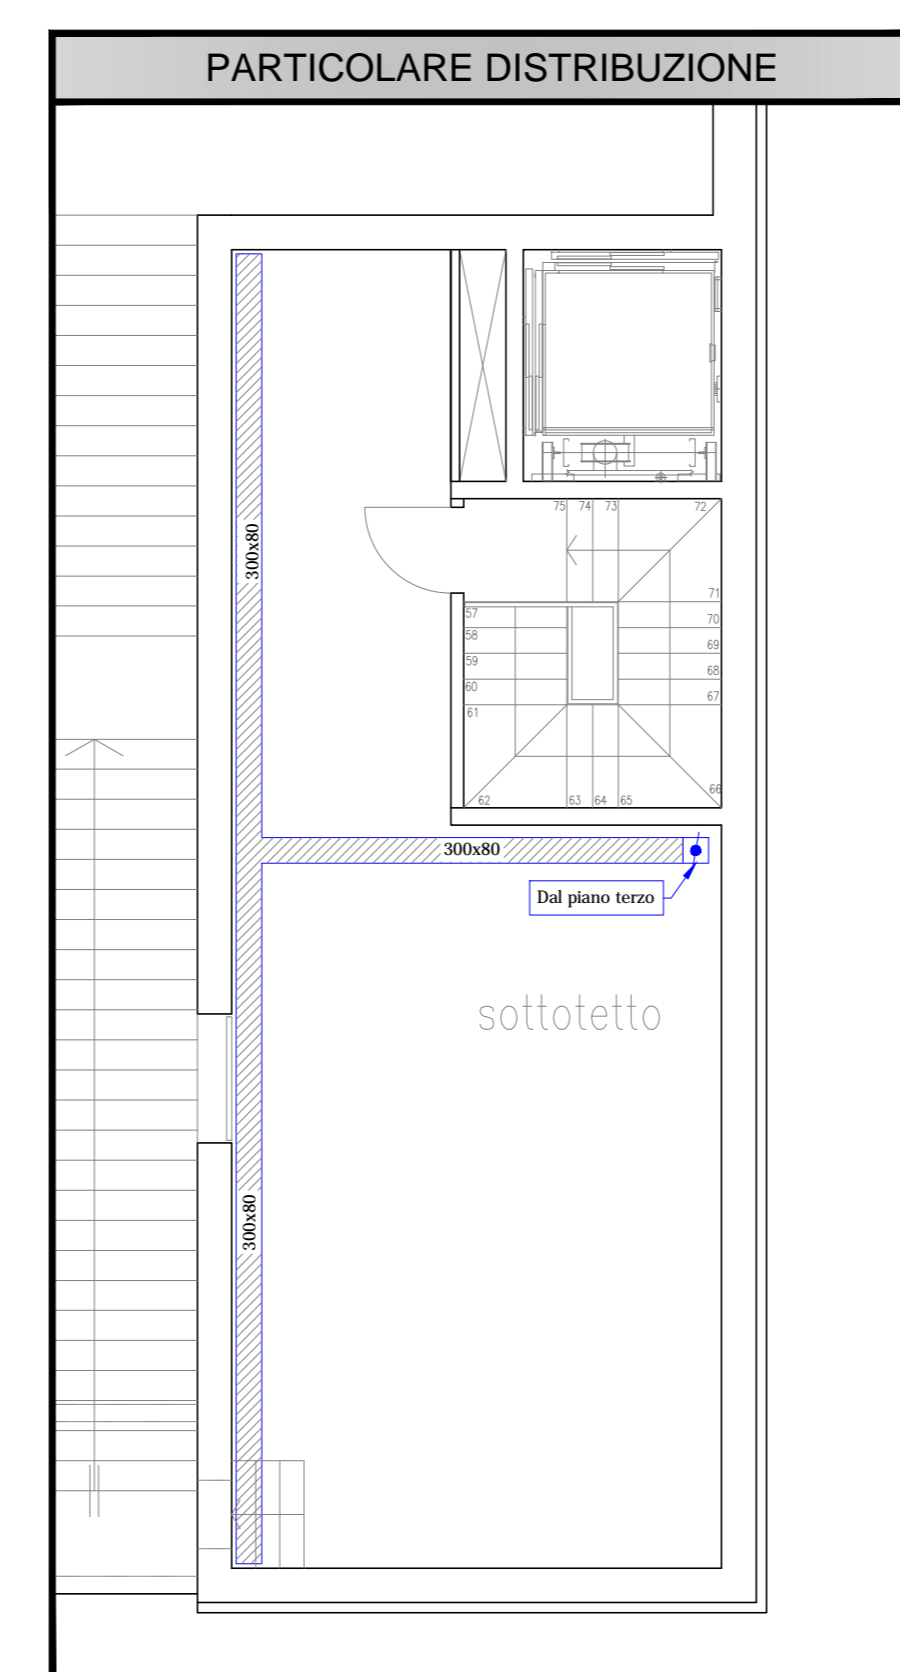 PARTICOLARE DISTRIBUZIONE
300x80
75 74 73 72
71
57
70
58
69
59
68
60
67
61
66
62 63 64 65
300x80
Dal piano terzo
sottotetto
300x80